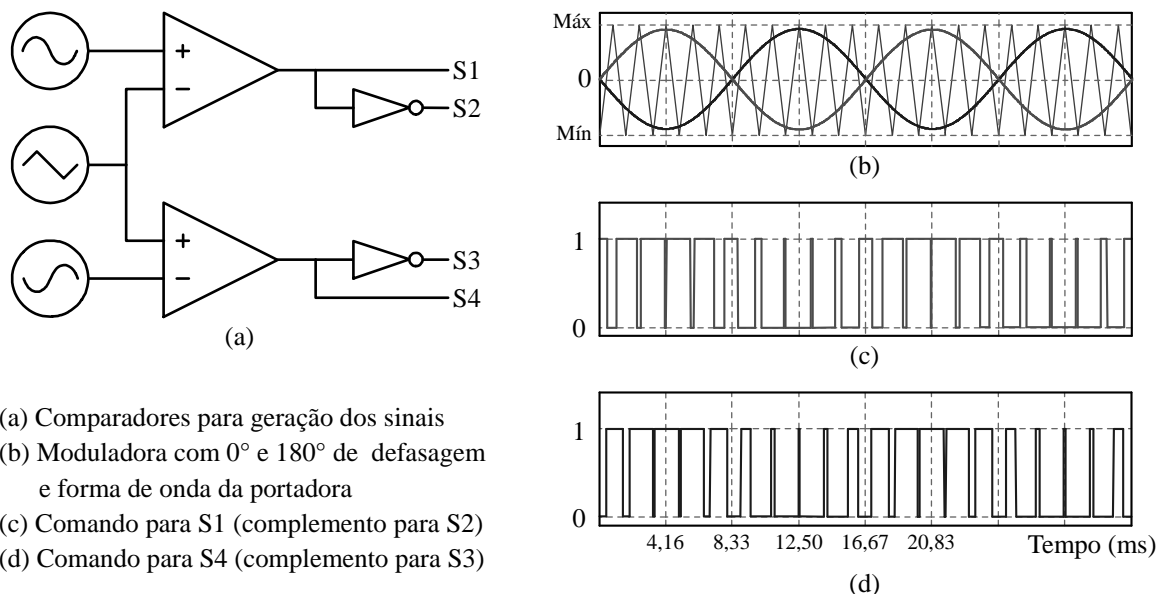 +
−
S1
S2
+
−
S3
S4
(a)
Máx
0
Mín
(b)
1
0
(c)
1
0
4,16 8,33 12,50 16,67 20,83 Tempo (ms)
(d)
(a) Comparadores para geração dos sinais
(b) Moduladora com 0° e 180° de defasagem
e forma de onda da portadora
(c) Comando para S1 (complemento para S2)
(d) Comando para S4 (complemento para S3)